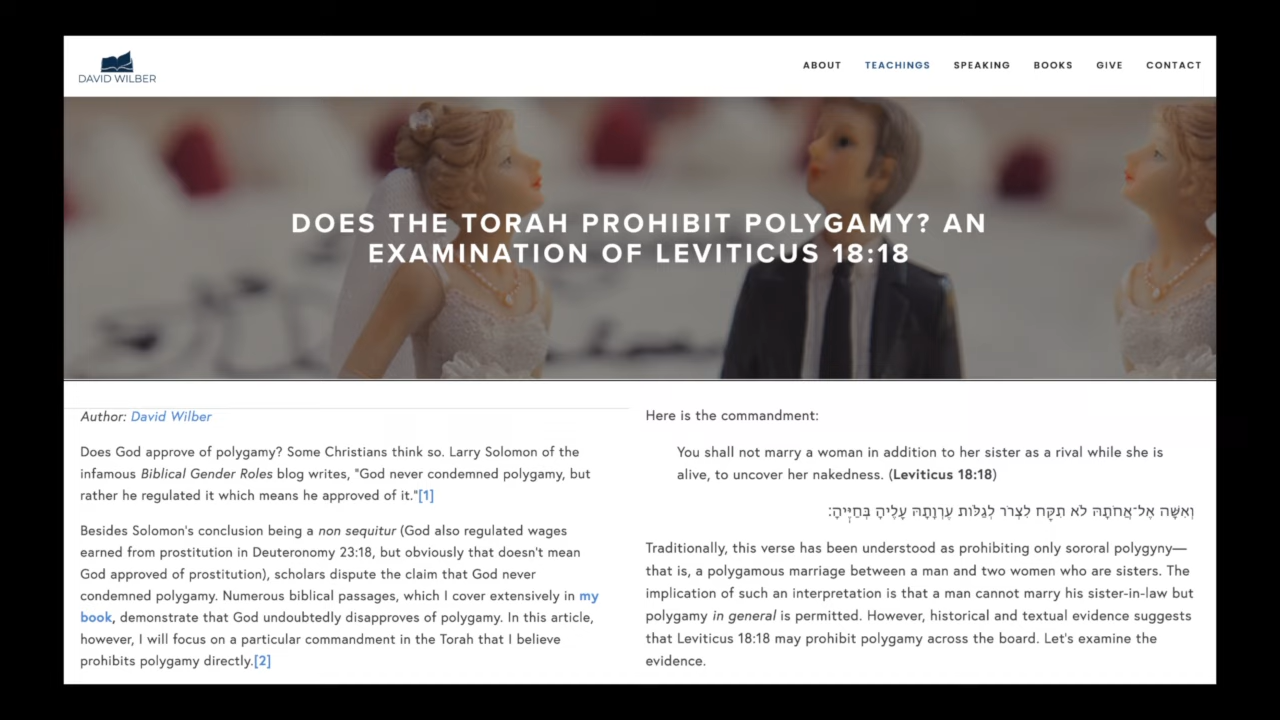 DAVID WILBER
ABOUT TEACHINGS SPEAKING BOOKS GIVE CONTACT
DOES THE TORAH PROHIBIT POLYGAMY? AN
EXAMINATION OF LEVITICUS 18:18
Author: David Wilber
Does God approve of polygamy? Some Christians think so. Larry Solomon of the
infamous Biblical Gender Roles blog writes, "God never condemned polygamy, but
rather he regulated it which means he approved of it."[1]
Besides Solomon's conclusion being a non sequitur (God also regulated wages
earned from prostitution in Deuteronomy 23:18, but obviously that doesn't mean
God approved of prostitution), scholars dispute the claim that God never
condemned polygamy. Numerous biblical passages, which I cover extensively in my
book, demonstrate that God undoubtedly disapproves of polygamy. In this article,
however, I will focus on a particular commandment in the Torah that I believe
prohibits polygamy directly.[2]
Here is the commandment:
You shall not marry a woman in addition to her sister as a rival while she is
alive, to uncover her nakedness. (Leviticus 18:18)
וְאִשָּׁה אֶל־אֲחֹתָהּ לֹא תִקָּח לִצְרֹר לְגַלּוֹת עֶרְוָתָהּ עָלֶיהָ בְּחַיֶּיהָ׃
Traditionally, this verse has been understood as prohibiting only sororal polygyny—
that is, a polygamous marriage between a man and two women who are sisters. The
implication of such an interpretation is that a man cannot marry his sister-in-law but
polygamy in general is permitted. However, historical and textual evidence suggests
that Leviticus 18:18 may prohibit polygamy across the board. Let's examine the
evidence.